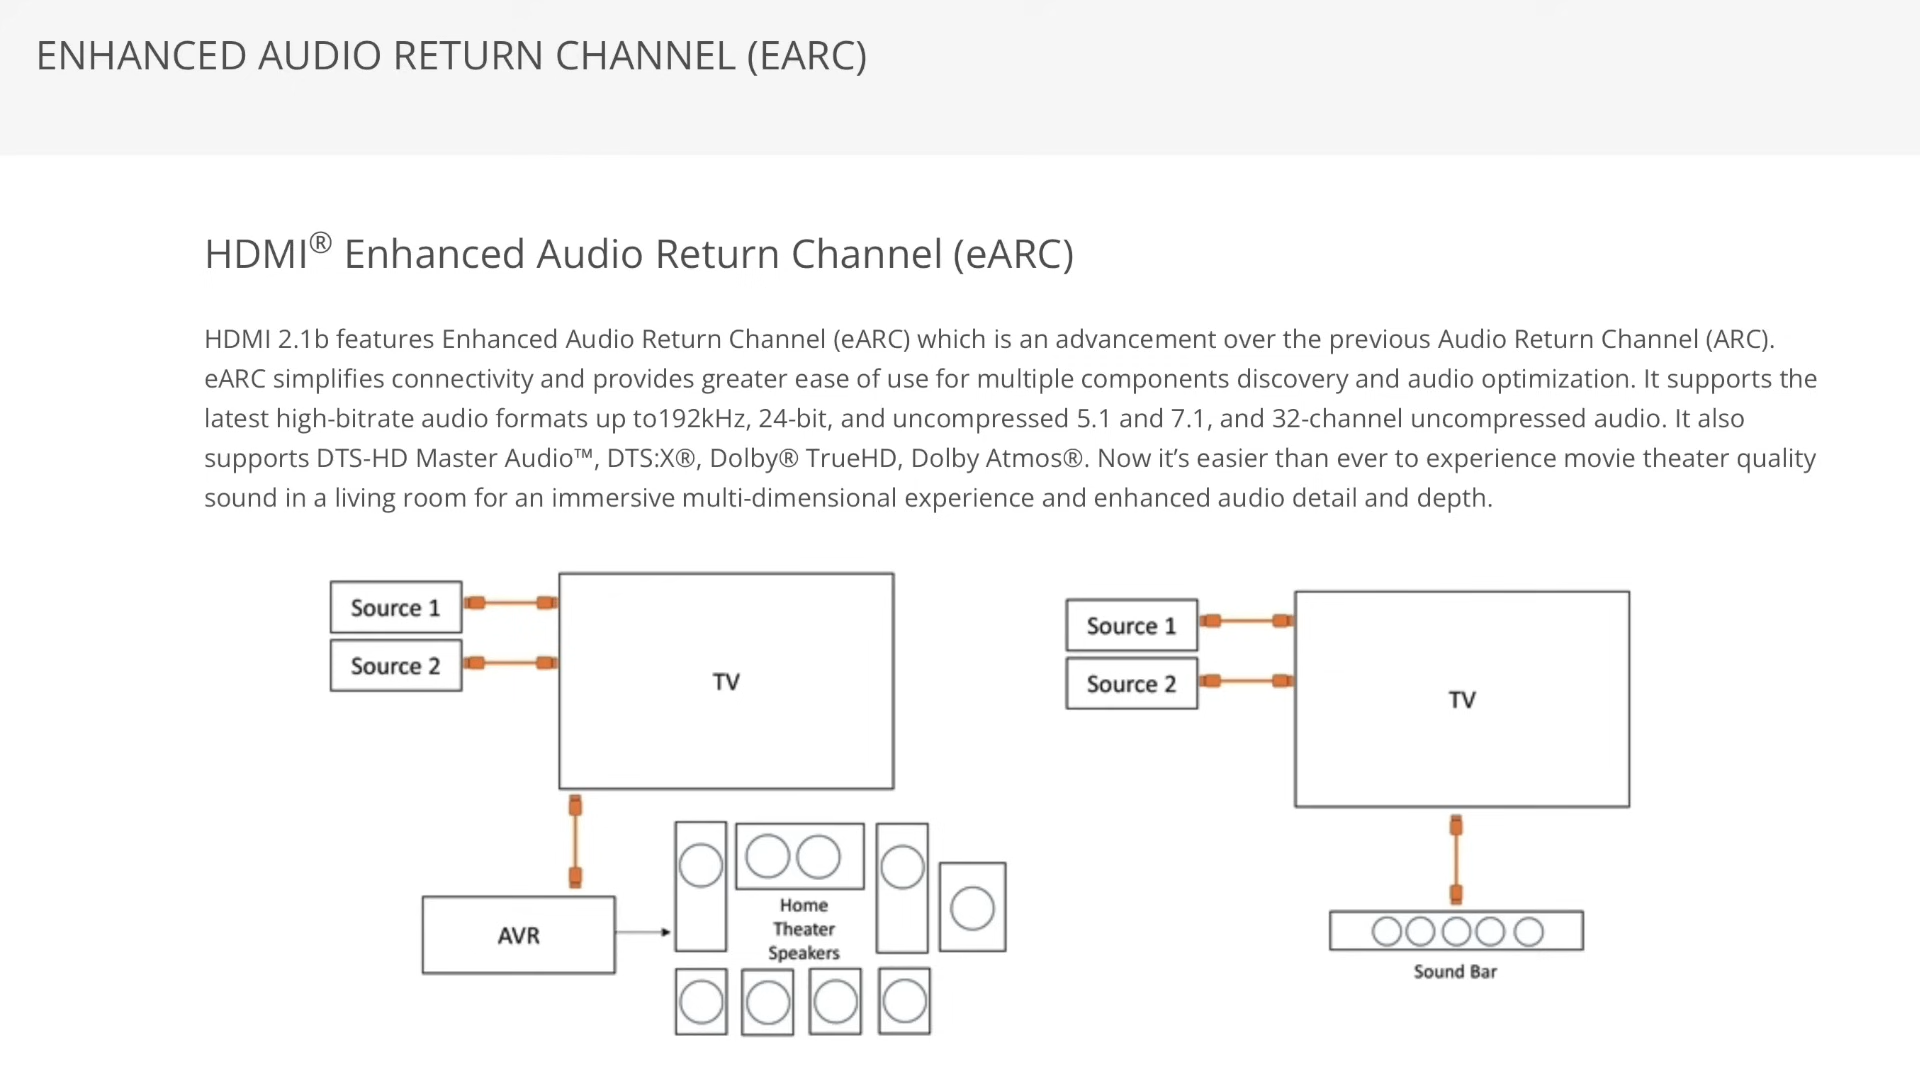 ENHANCED AUDIO RETURN CHANNEL (EARC)
HDMI® Enhanced Audio Return Channel (eARC)
HDMI 2.1b features Enhanced Audio Return Channel (eARC) which is an advancement over the previous Audio Return Channel (ARC).
eARC simplifies connectivity and provides greater ease of use for multiple components discovery and audio optimization. It supports the
latest high-bitrate audio formats up to192kHz, 24-bit, and uncompressed 5.1 and 7.1, and 32-channel uncompressed audio. It also
supports DTS-HD Master Audio™, DTS:X®, Dolby® TrueHD, Dolby Atmos®. Now it’s easier than ever to experience movie theater quality
sound in a living room for an immersive multi-dimensional experience and enhanced audio detail and depth.
Source 1
Source 2
TV
AVR
Home
Theater
Speakers
Source 1
Source 2
TV
Sound Bar